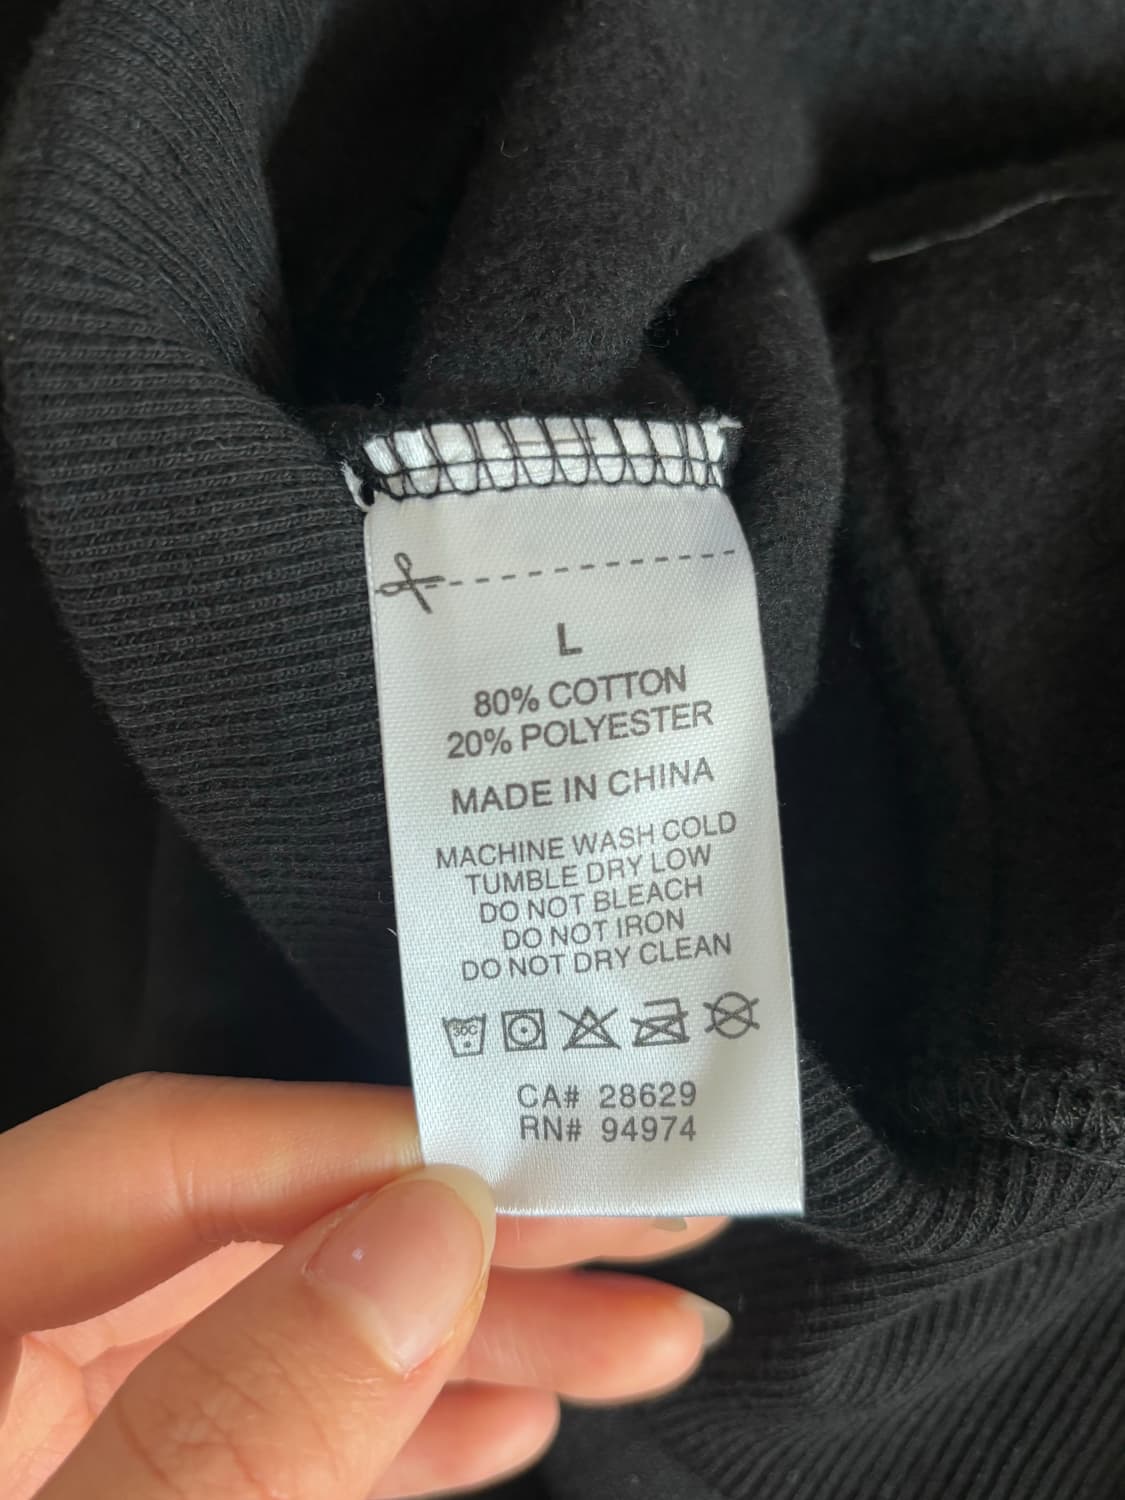 L
80% COTTON
20% POLYESTER
MADE IN CHINA
MACHINE WASH COLD
TUMBLE DRY LOW
DO NOT BLEACH
DO NOT IRON
DO NOT DRY CLEAN
30C
CA# 28629
RN# 94974